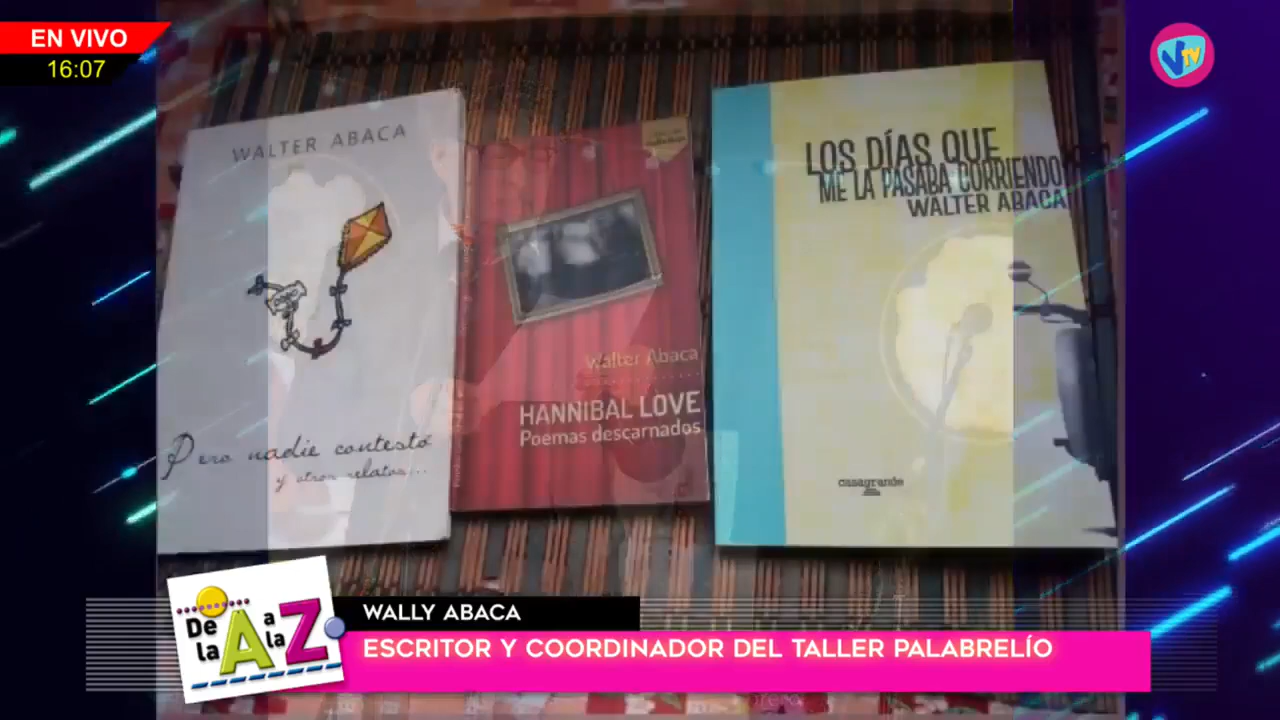 EN VIVO
16:07
VTV
WALTER ABACA
Pero nadie contestó
y otros relatos...
Walter Abaca
HANNIBAL LOVE
Poemas descarnados
LOS DÍAS QUE
ME LA PASABA CORRIENDO
WALTER ABACA
casagrande
De la A a la Z
WALLY ABACA
ESCRITOR Y COORDINADOR DEL TALLER PALABRELÍO